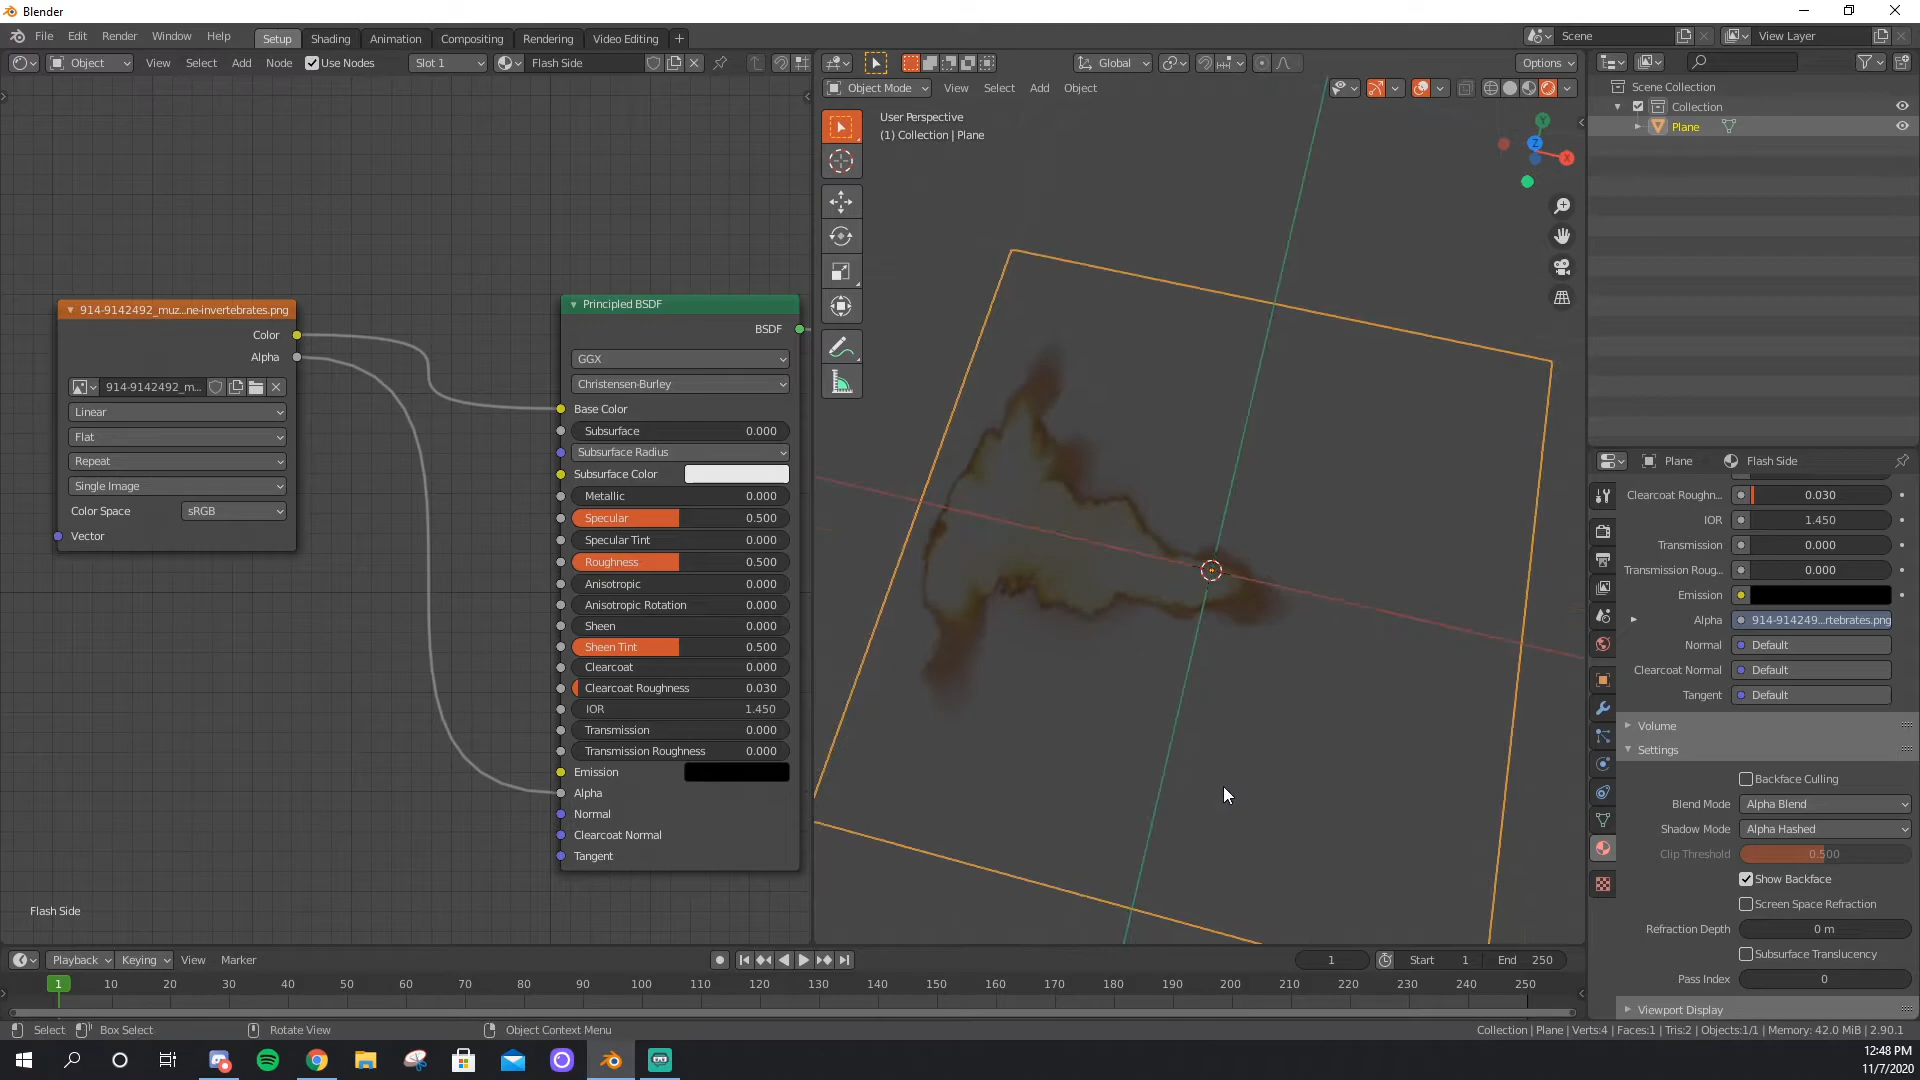 Blender
File Edit Render Window Help
Setup Shading Animation Compositing Rendering Video Editing +
Scene View Layer
Object View Select Add Node Use Nodes Slot 1 Flash Side
Global Options
Object Mode View Select Add Object
User Perspective
(1) Collection | Plane
Y
Z
X
Scene Collection
Collection
Plane
914-9142492_muz...ne-invertebrates.png
Color
Alpha
914-9142492_m...
Linear
Flat
Repeat
Single Image
Color Space sRGB
Vector
Principled BSDF
BSDF
GGX
Christensen-Burley
Base Color
Subsurface 0.000
Subsurface Radius
Subsurface Color
Metallic 0.000
Specular 0.500
Specular Tint 0.000
Roughness 0.500
Anisotropic 0.000
Anisotropic Rotation 0.000
Sheen 0.000
Sheen Tint 0.500
Clearcoat 0.000
Clearcoat Roughness 0.030
IOR 1.450
Transmission 0.000
Transmission Roughness 0.000
Emission
Alpha
Normal
Clearcoat Normal
Tangent
Flash Side
Plane Flash Side
Clearcoat Roughn... 0.030
IOR 1.450
Transmission 0.000
Transmission Roug... 0.000
Emission
Alpha 914-914249...rtebrates.png
Normal Default
Clearcoat Normal Default
Tangent Default
Volume
Settings
Backface Culling
Blend Mode Alpha Blend
Shadow Mode Alpha Hashed
Clip Threshold 0.500
Show Backface
Screen Space Refraction
Refraction Depth 0 m
Subsurface Translucency
Pass Index 0
Viewport Display
Playback Keying View Marker
1 Start 1 End 250
1 10 20 30 40 50 60 70 80 90 100 110 120 130 140 150 160 170 180 190 200 210 220 230 240 250
Select Box Select Rotate View Object Context Menu
Collection | Plane | Verts:4 | Faces:1 | Tris:2 | Objects:1/1 | Memory: 42.0 MiB | 2.90.1
12:48 PM
11/7/2020